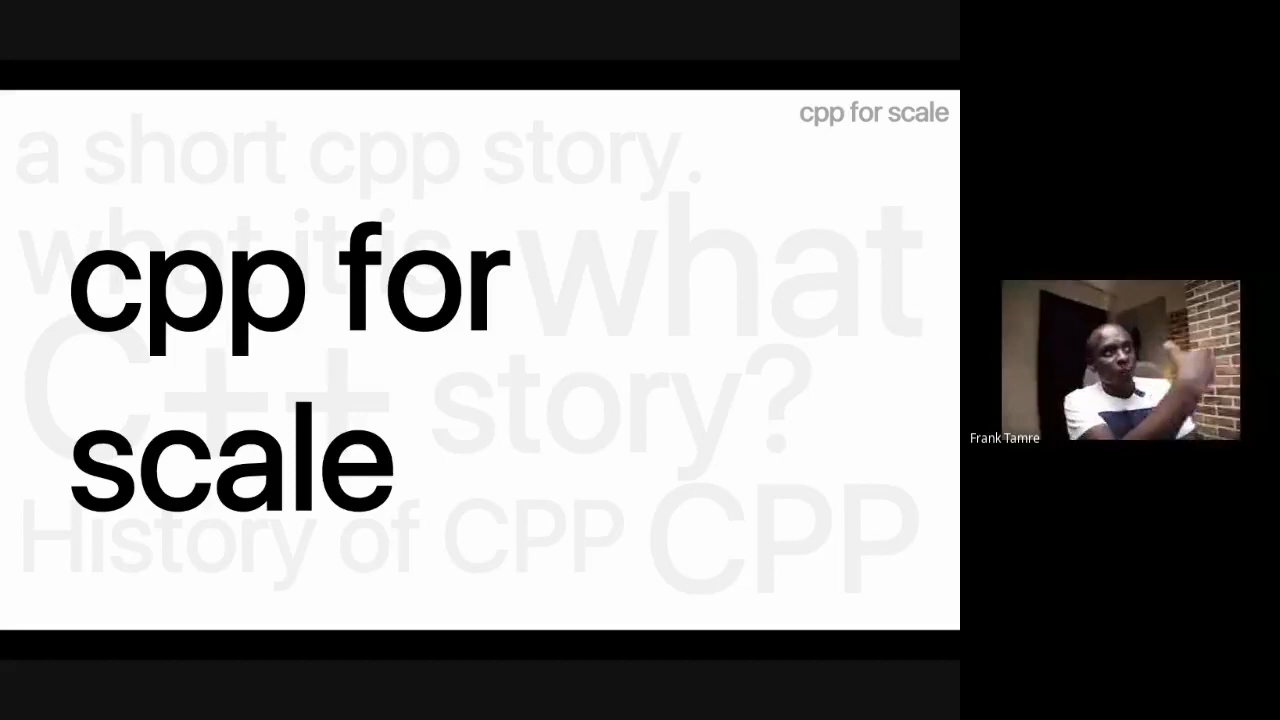 cpp for scale
a short cpp story.
what it is what
cpp for
C++ story?
scale
History of CPP CPP
Frank Tamre